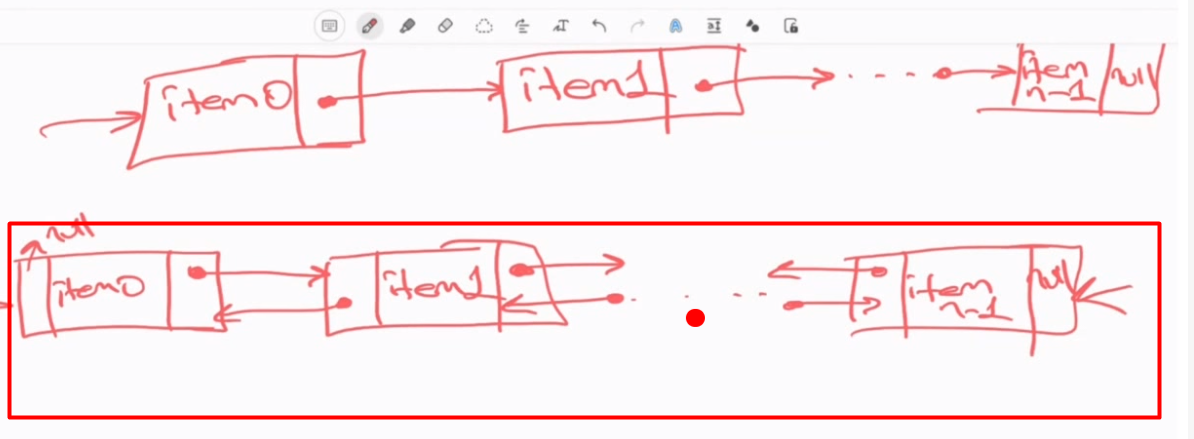 item0 item1 . . . . item n-1 null
null
item0 item1 . . . . item n-1 null